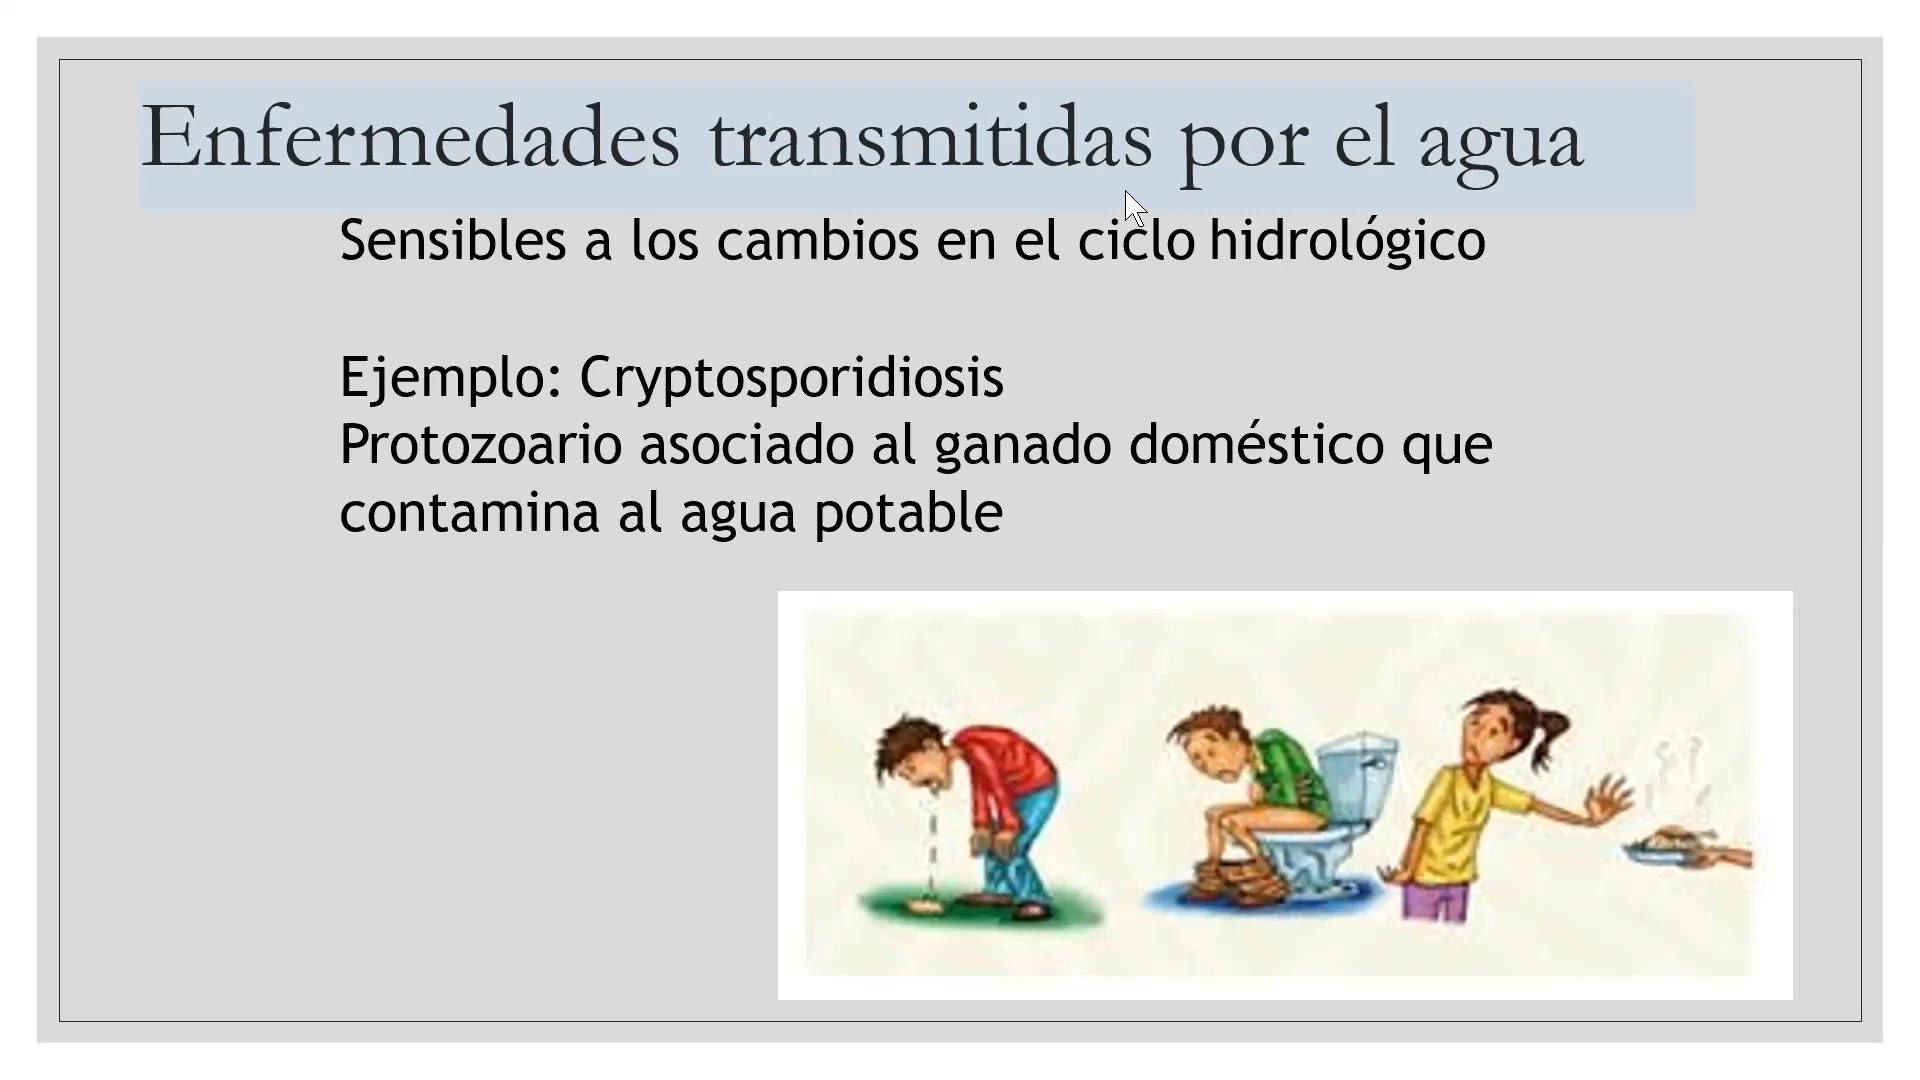 Enfermedades transmitidas por el agua
Sensibles a los cambios en el ciclo hidrológico
Ejemplo: Cryptosporidiosis
Protozoario asociado al ganado doméstico que
contamina al agua potable